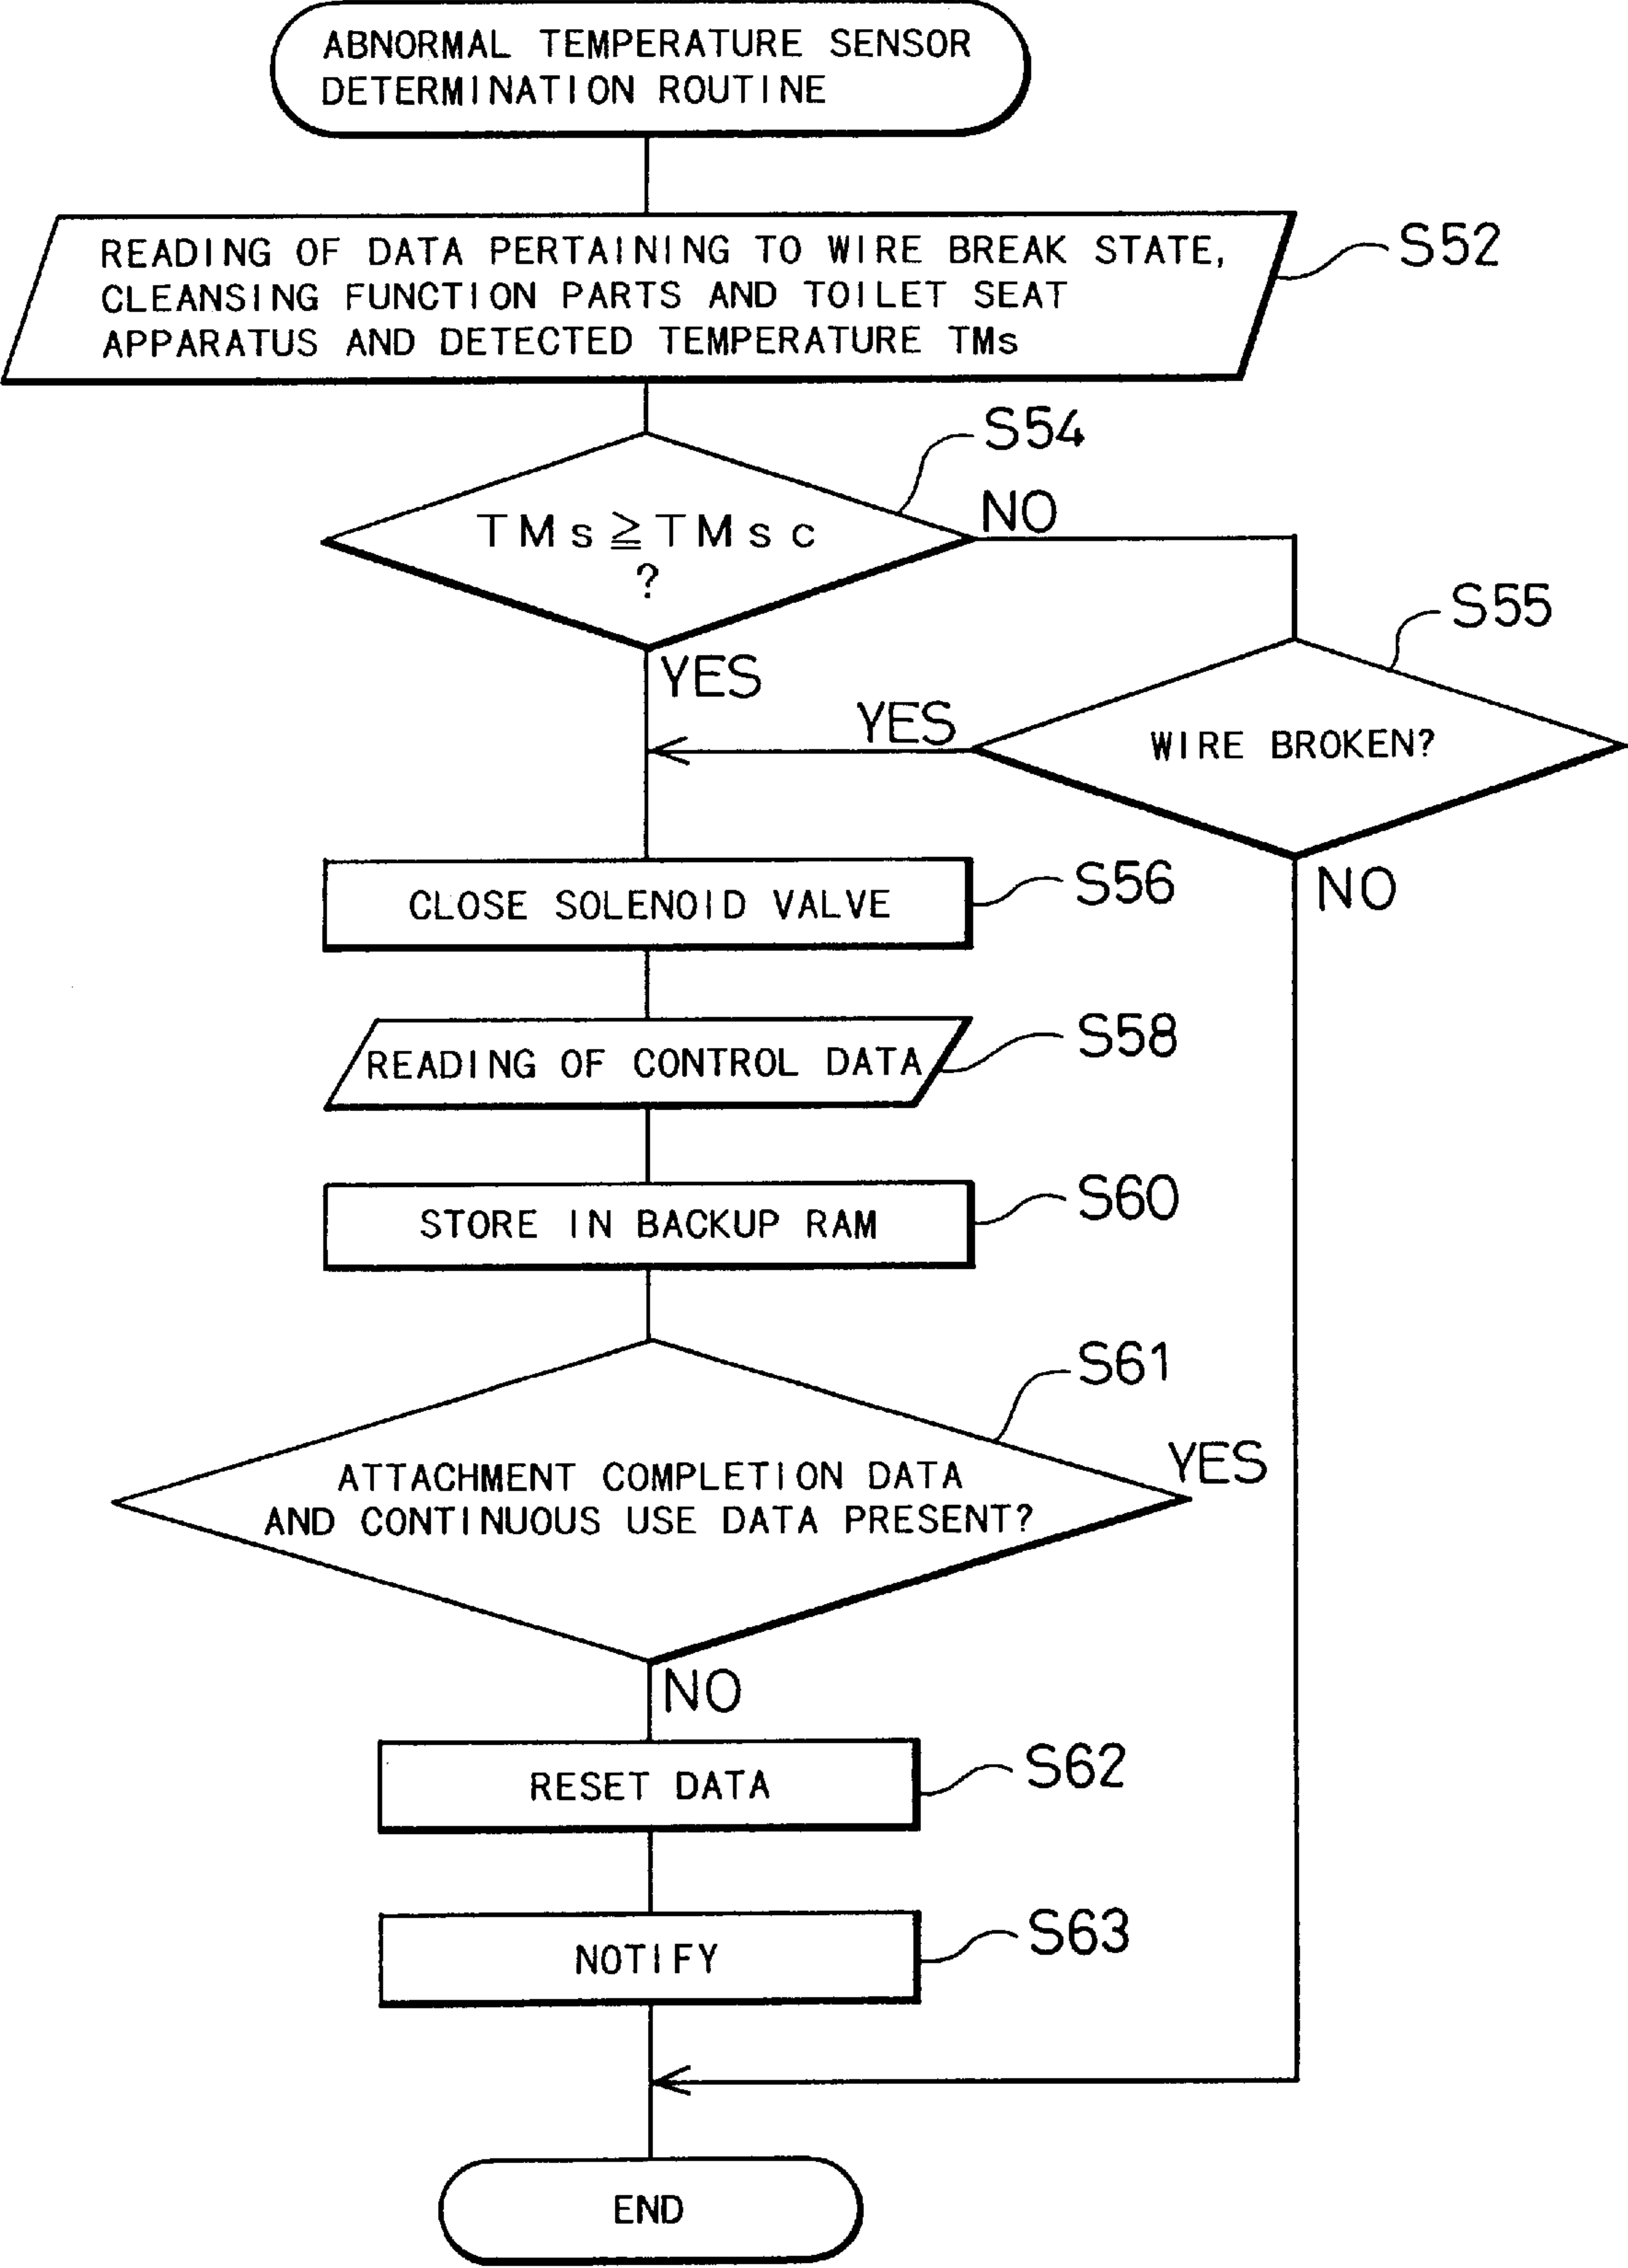 ABNORMAL TEMPERATURE SENSOR
DETERMINATION ROUTINE
READING OF DATA PERTAINING TO WIRE BREAK STATE,
CLEANSING FUNCTION PARTS AND TOILET SEAT
APPARATUS AND DETECTED TEMPERATURE TMs
S52
S54
TMs≧TMsc
?
NO
YES
S55
WIRE BROKEN?
YES
NO
CLOSE SOLENOID VALVE
S56
READING OF CONTROL DATA
S58
STORE IN BACKUP RAM
S60
S61
ATTACHMENT COMPLETION DATA
AND CONTINUOUS USE DATA PRESENT?
YES
NO
RESET DATA
S62
NOTIFY
S63
END